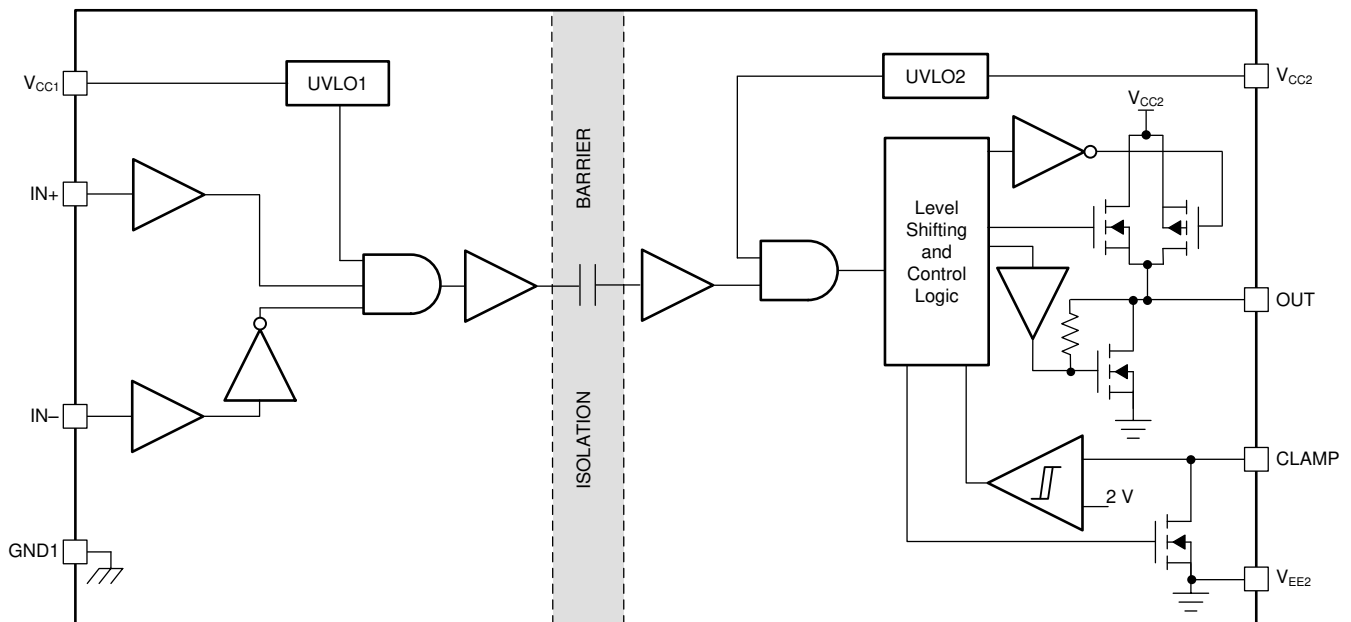 VCC1
UVLO1
UVLO2
VCC2
VCC2
IN+
BARRIER
Level
Shifting
and
Control
Logic
OUT
IN–
ISOLATION
CLAMP
2 V
GND1
VEE2